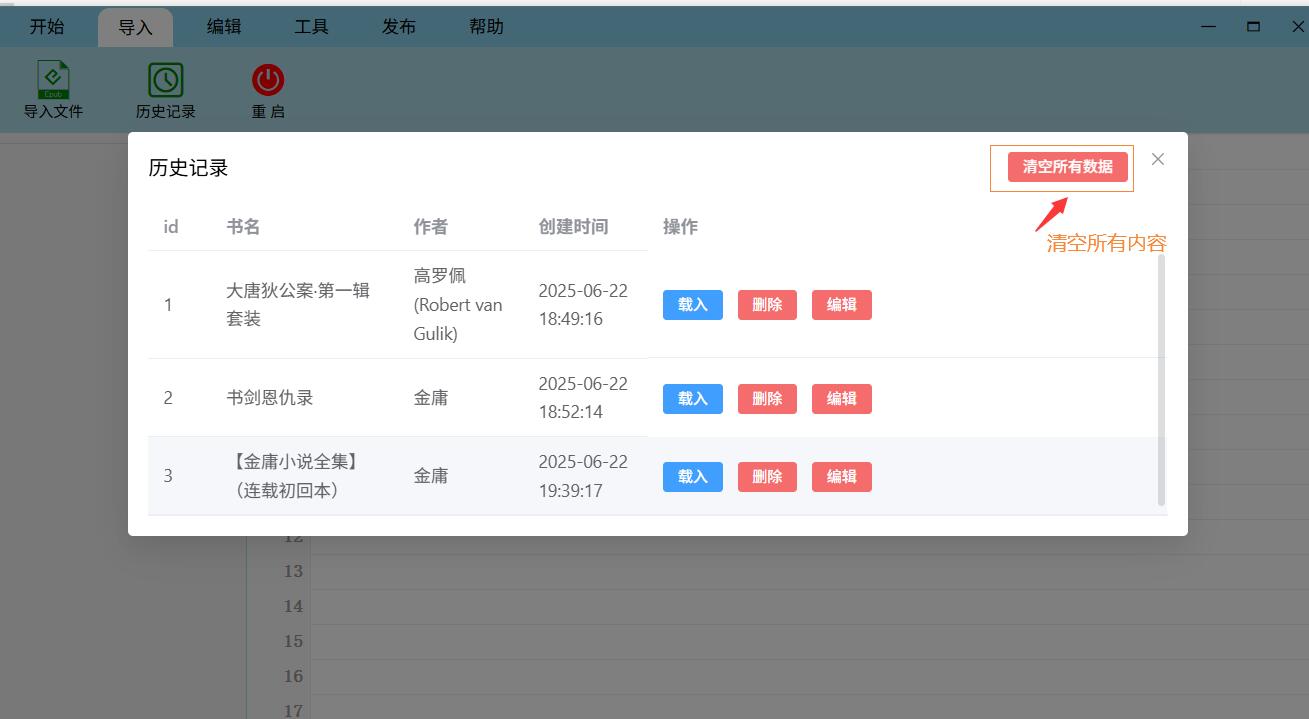 开始 导入 编辑 工具 发布 帮助
Epub
导入文件 历史记录 重 启
历史记录
清空所有数据
清空所有内容
id 书名 作者 创建时间 操作
1 大唐狄公案·第一辑套装 高罗佩 (Robert van Gulik) 2025-06-22 18:49:16 载入 删除 编辑
2 书剑恩仇录 金庸 2025-06-22 18:52:14 载入 删除 编辑
3 【金庸小说全集】（连载初回本） 金庸 2025-06-22 19:39:17 载入 删除 编辑
12
13
14
15
16
17